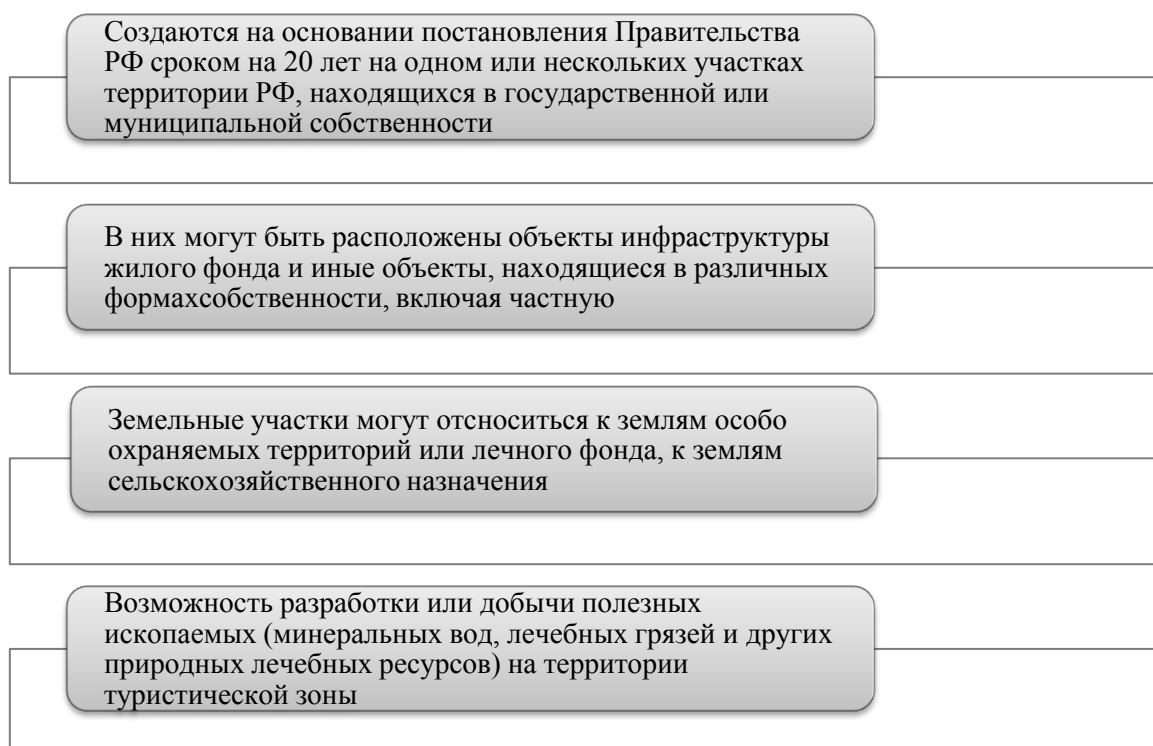 Создаются на основании постановления Правительства
РФ сроком на 20 лет на одном или нескольких участках
территории РФ, находящихся в государственной или
муниципальной собственности
В них могут быть расположены объекты инфраструктуры
жилого фонда и иные объекты, находящиеся в различных
формахсобственности, включая частную
Земельные участки могут отсноситься к землям особо
охраняемых территорий или лечного фонда, к землям
сельскохозяйственного назначения
Возможность разработки или добычи полезных
ископаемых (минеральных вод, лечебных грязей и других
природных лечебных ресурсов) на территории
туристической зоны